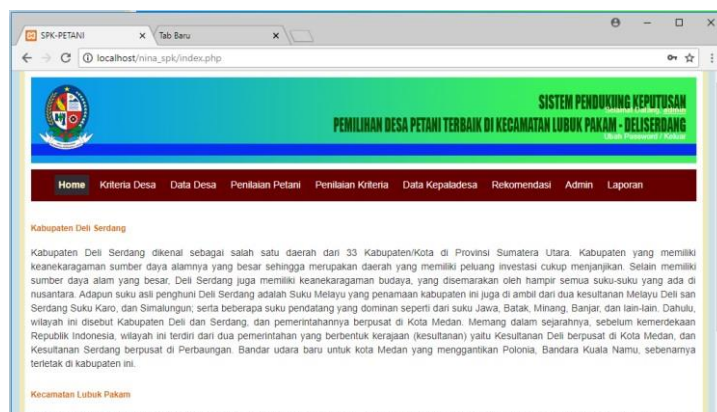 SPK-PETANI
Tab Baru
localhost/nina_spk/index.php
SISTEM PENDUKUNG KEPUTUSAN
Selamat Datang, admin
PEMILIHAN DESA PETANI TERBAIK DI KECAMATAN LUBUK PAKAM - DELISERDANG
Ubah Password / Keluar
Home Kriteria Desa Data Desa Penilaian Petani Penilaian Kriteria Data Kepaladesa Rekomendasi Admin Laporan
Kabupaten Deli Serdang
Kabupaten Deli Serdang dikenal sebagai salah satu daerah dari 33 Kabupaten/Kota di Provinsi Sumatera Utara. Kabupaten yang memiliki
keanekaragaman sumber daya alamnya yang besar sehingga merupakan daerah yang memiliki peluang investasi cukup menjanjikan. Selain memiliki
sumber daya alam yang besar, Deli Serdang juga memiliki keanekaragaman budaya, yang disemarakan oleh hampir semua suku-suku yang ada di
nusantara. Adapun suku asli penghuni Deli Serdang adalah Suku Melayu yang penamaan kabupaten ini juga di ambil dari dua kesultanan Melayu Deli san
Serdang Suku Karo, dan Simalungun; serta beberapa suku pendatang yang dominan seperti dari suku Jawa, Batak, Minang, Banjar, dan lain-lain. Dahulu,
wilayah ini disebut Kabupaten Deli dan Serdang, dan pemerintahannya berpusat di Kota Medan. Memang dalam sejarahnya, sebelum kemerdekaan
Republik Indonesia, wilayah ini terdiri dari dua pemerintahan yang berbentuk kerajaan (kesultanan) yaitu Kesultanan Deli berpusat di Kota Medan, dan
Kesultanan Serdang berpusat di Perbaungan. Bandar udara baru untuk kota Medan yang menggantikan Polonia, Bandara Kuala Namu, sebenarnya
terletak di kabupaten ini.
Kecamatan Lubuk Pakam